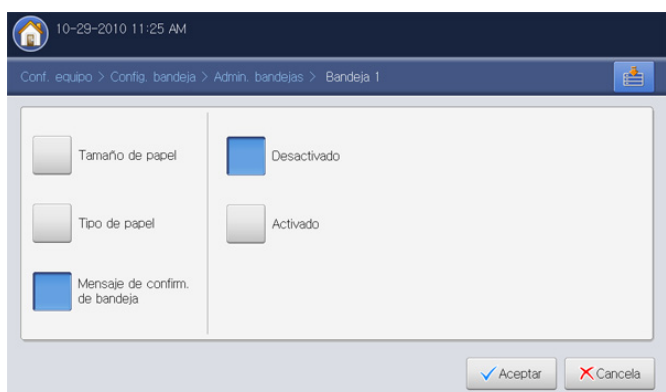 10-29-2010 11:25 AM
Conf. equipo > Config. bandeja > Admin. bandejas > Bandeja 1
Tamaño de papel
Desactivado
Tipo de papel
Activado
Mensaje de confirm.
de bandeja
Aceptar
Cancela